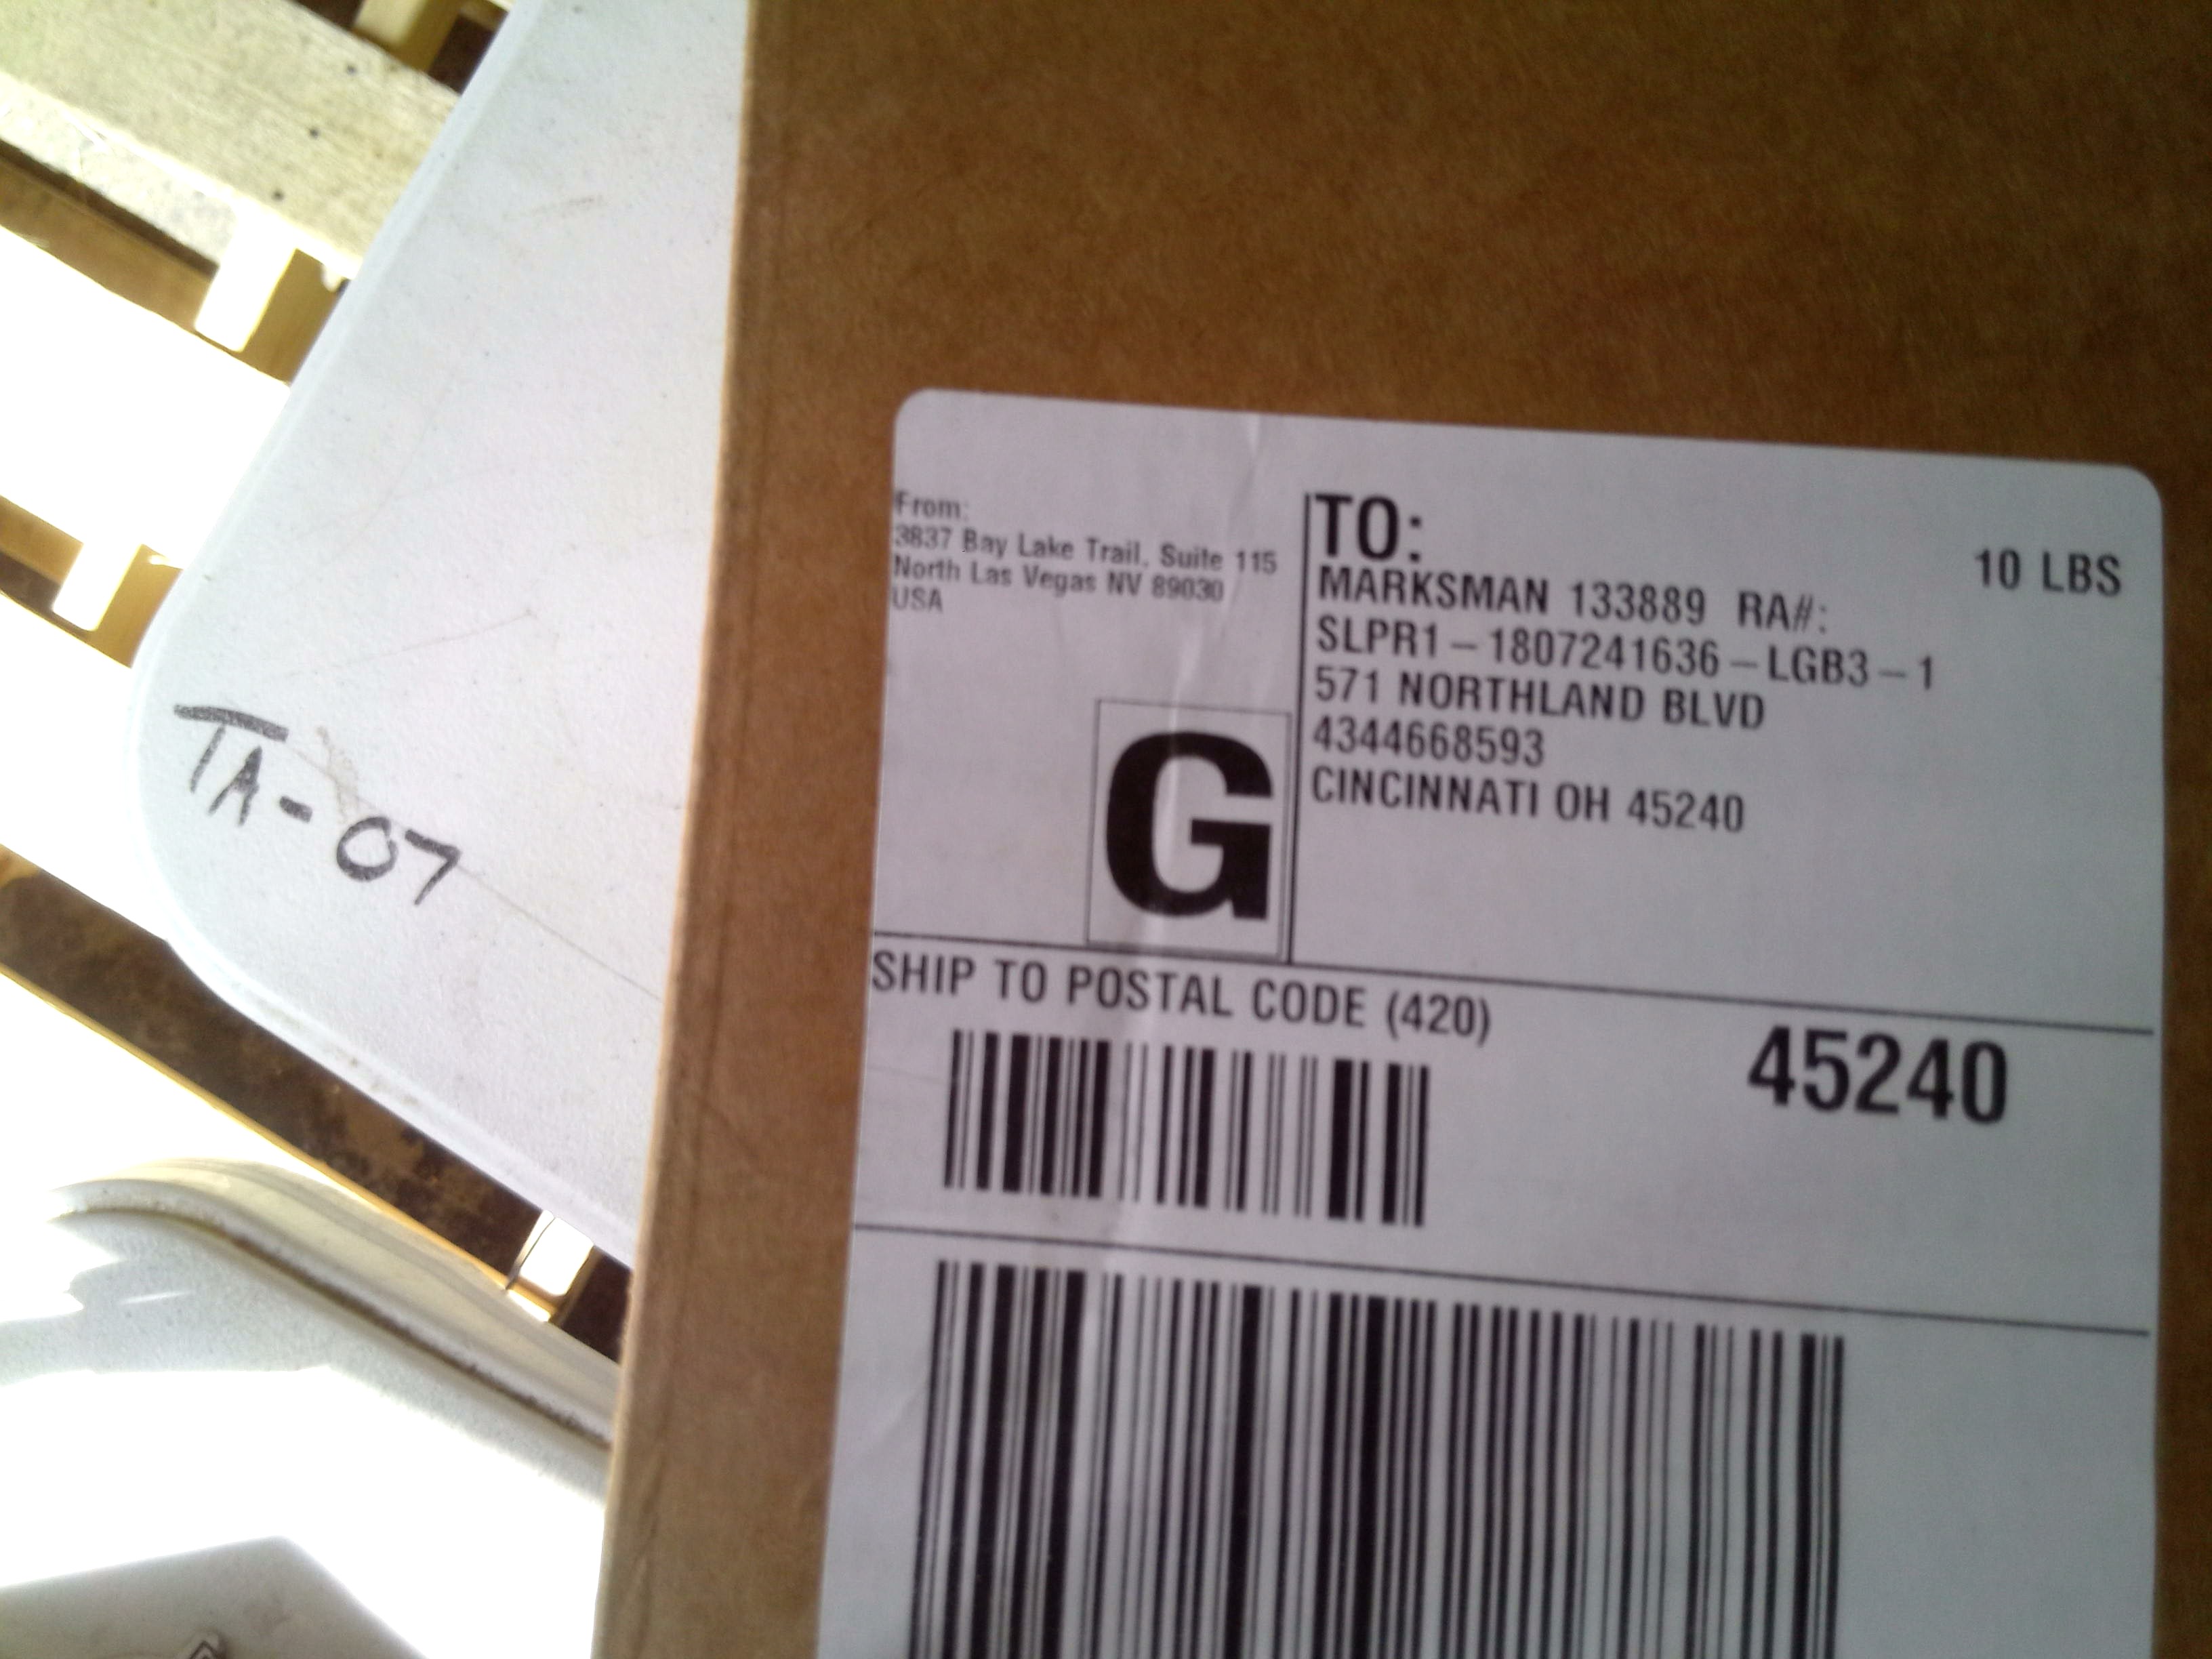 From:
3837 Bay Lake Trail, Suite 115
North Las Vegas NV 89030
USA
TO:
10 LBS
MARKSMAN 133889 RA#:
SLPR1-1807241636-LGB3-1
571 NORTHLAND BLVD
4344668593
CINCINNATI OH 45240
G
SHIP TO POSTAL CODE (420)
45240
TA-07